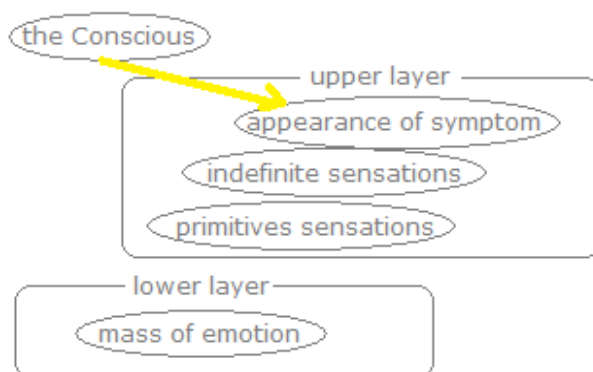 the Conscious
upper layer
appearance of symptom
indefinite sensations
primitives sensations
lower layer
mass of emotion